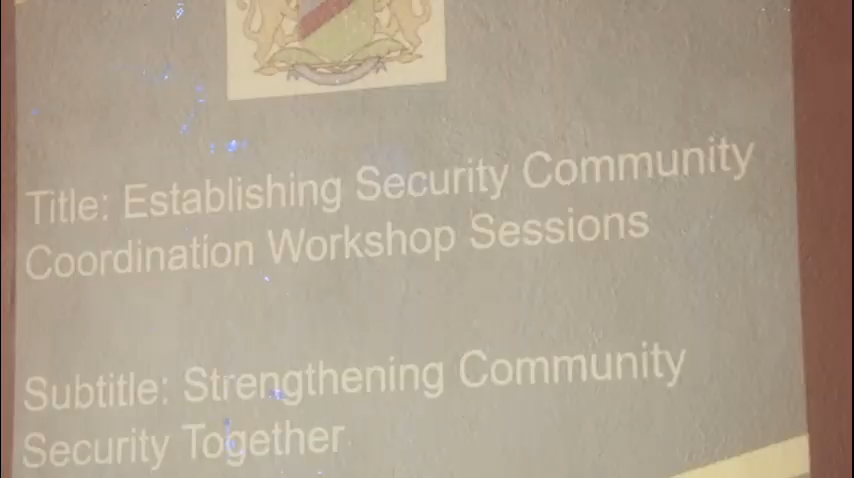 Title: Establishing Security Community
Coordination Workshop Sessions
Subtitle: Strengthening Community
Security Together